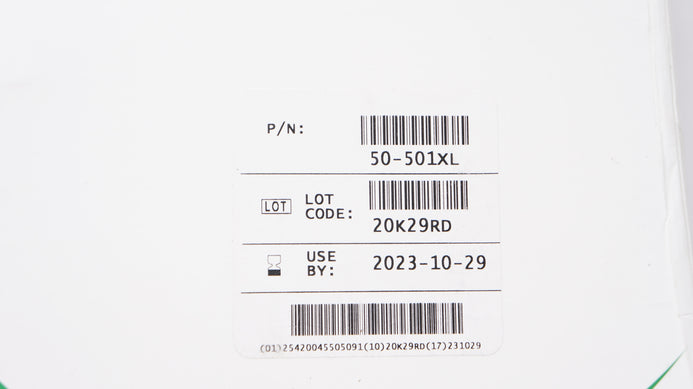 P/N:
50-501XL
LOT
LOT CODE:
20K29RD
USE BY:
2023-10-29
(01)25420045505091(10)20K29RD(17)231029